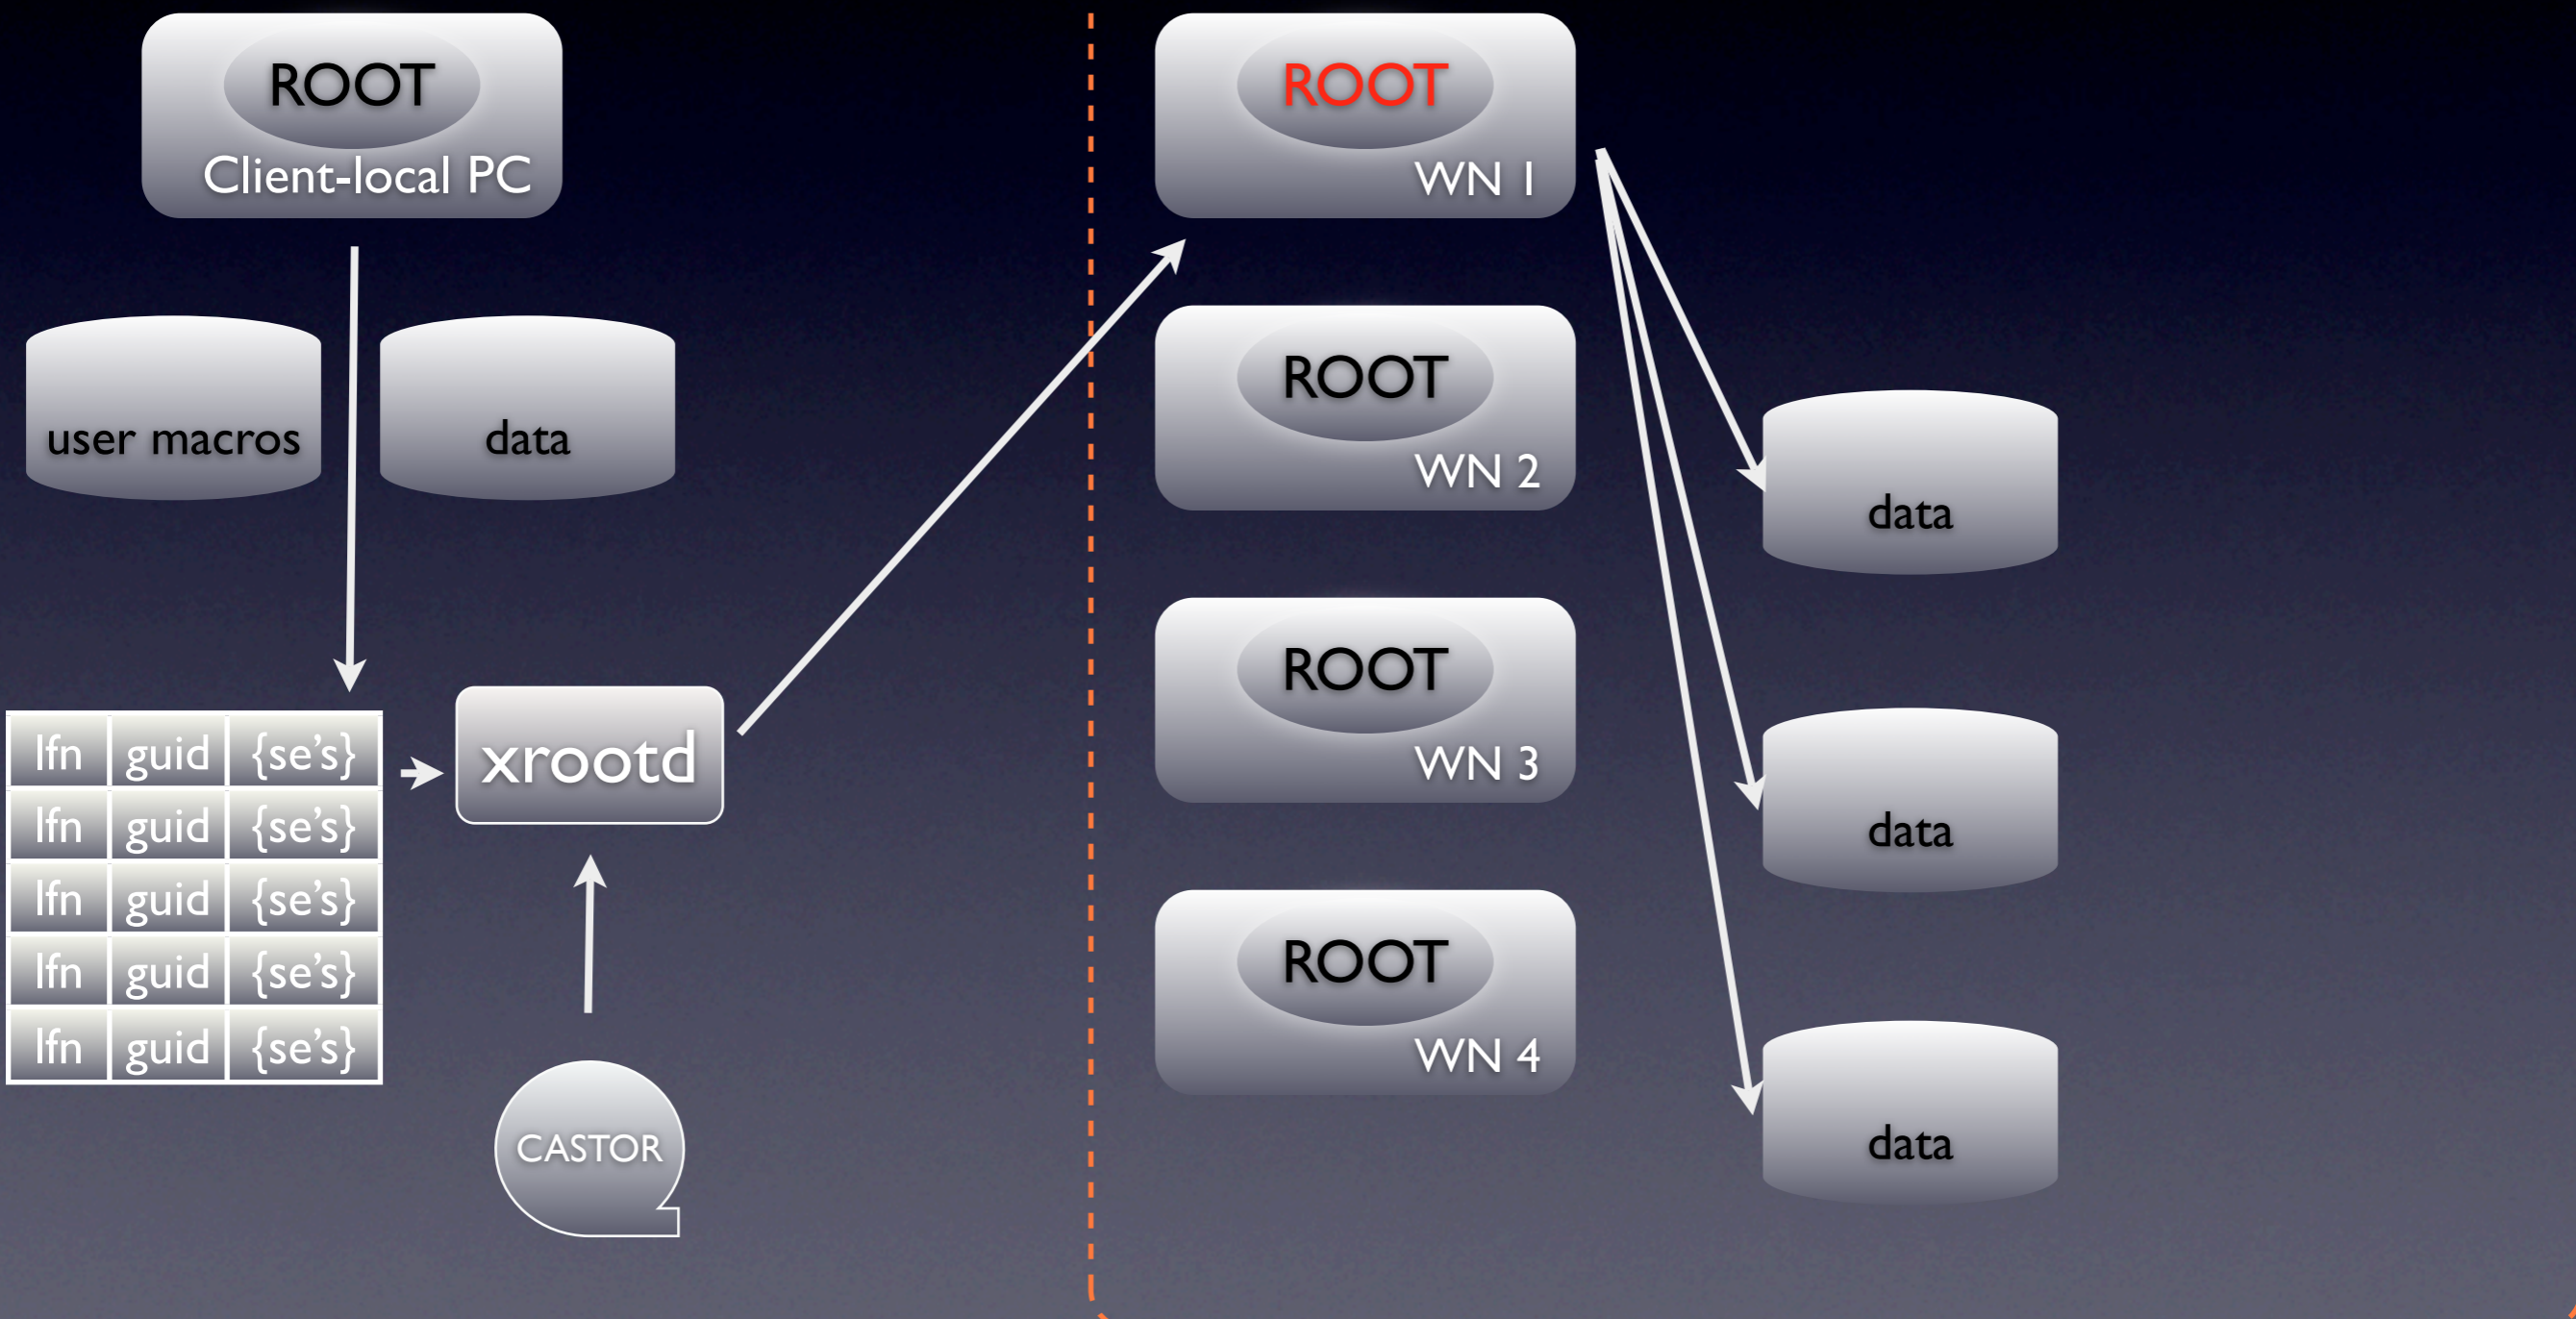 ROOT
Client-local PC
user macros
data
lfn guid {se’s}
lfn guid {se’s}
lfn guid {se’s}
lfn guid {se’s}
lfn guid {se’s}
xrootd
CASTOR
ROOT
WN 1
ROOT
WN 2
ROOT
WN 3
ROOT
WN 4
data
data
data